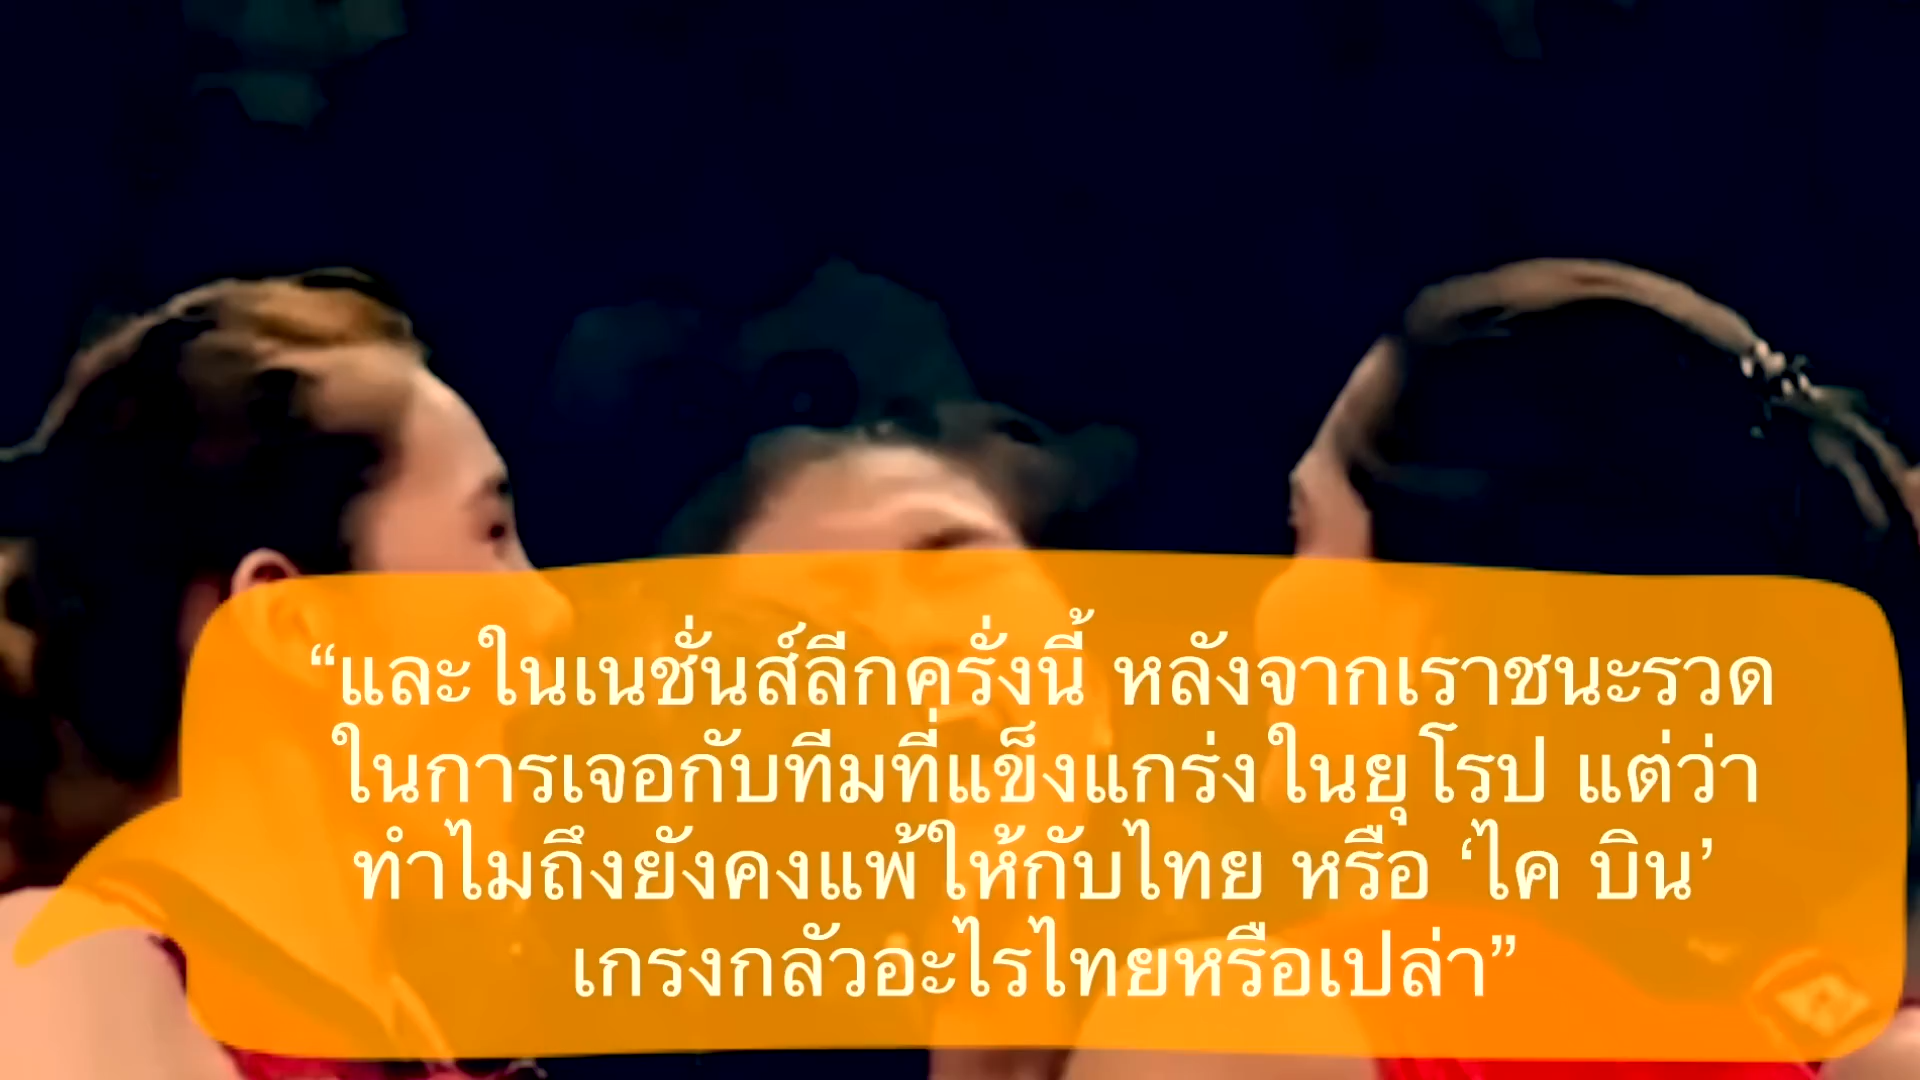 “และในเนชั่นส์ลีกครั่งนี้ หลังจากเราชนะรวด
ในการเจอกับทีมที่แข็งแกร่งในยุโรป แต่ว่า
ทำไมถึงยังคงแพ้ให้กับไทย หรือ ‘ไค บิน’
เกรงกลัวอะไรไทยหรือเปล่า”